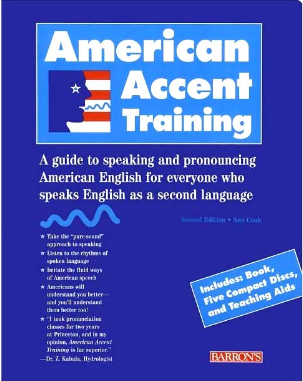 American
Accent
Training
A guide to speaking and pronouncing
American English for everyone who
speaks English as a second language
Second Edition • Ann Cook
★ Take the "pure-sound"
approach to speaking
★ Listen to the rhythms of
spoken language
★ Imitate the fluid ways
of American speech
★ Americans will
understand you better—
and you'll understand
them better too!
★ "I took pronunciation
classes for two years
at Princeton, and in my
opinion, American Accent
Training is far superior."
—Dr. Z. Kabala, Hydrologist
Includes: Book,
Five Compact Discs,
and Teaching Aids
BARRON'S